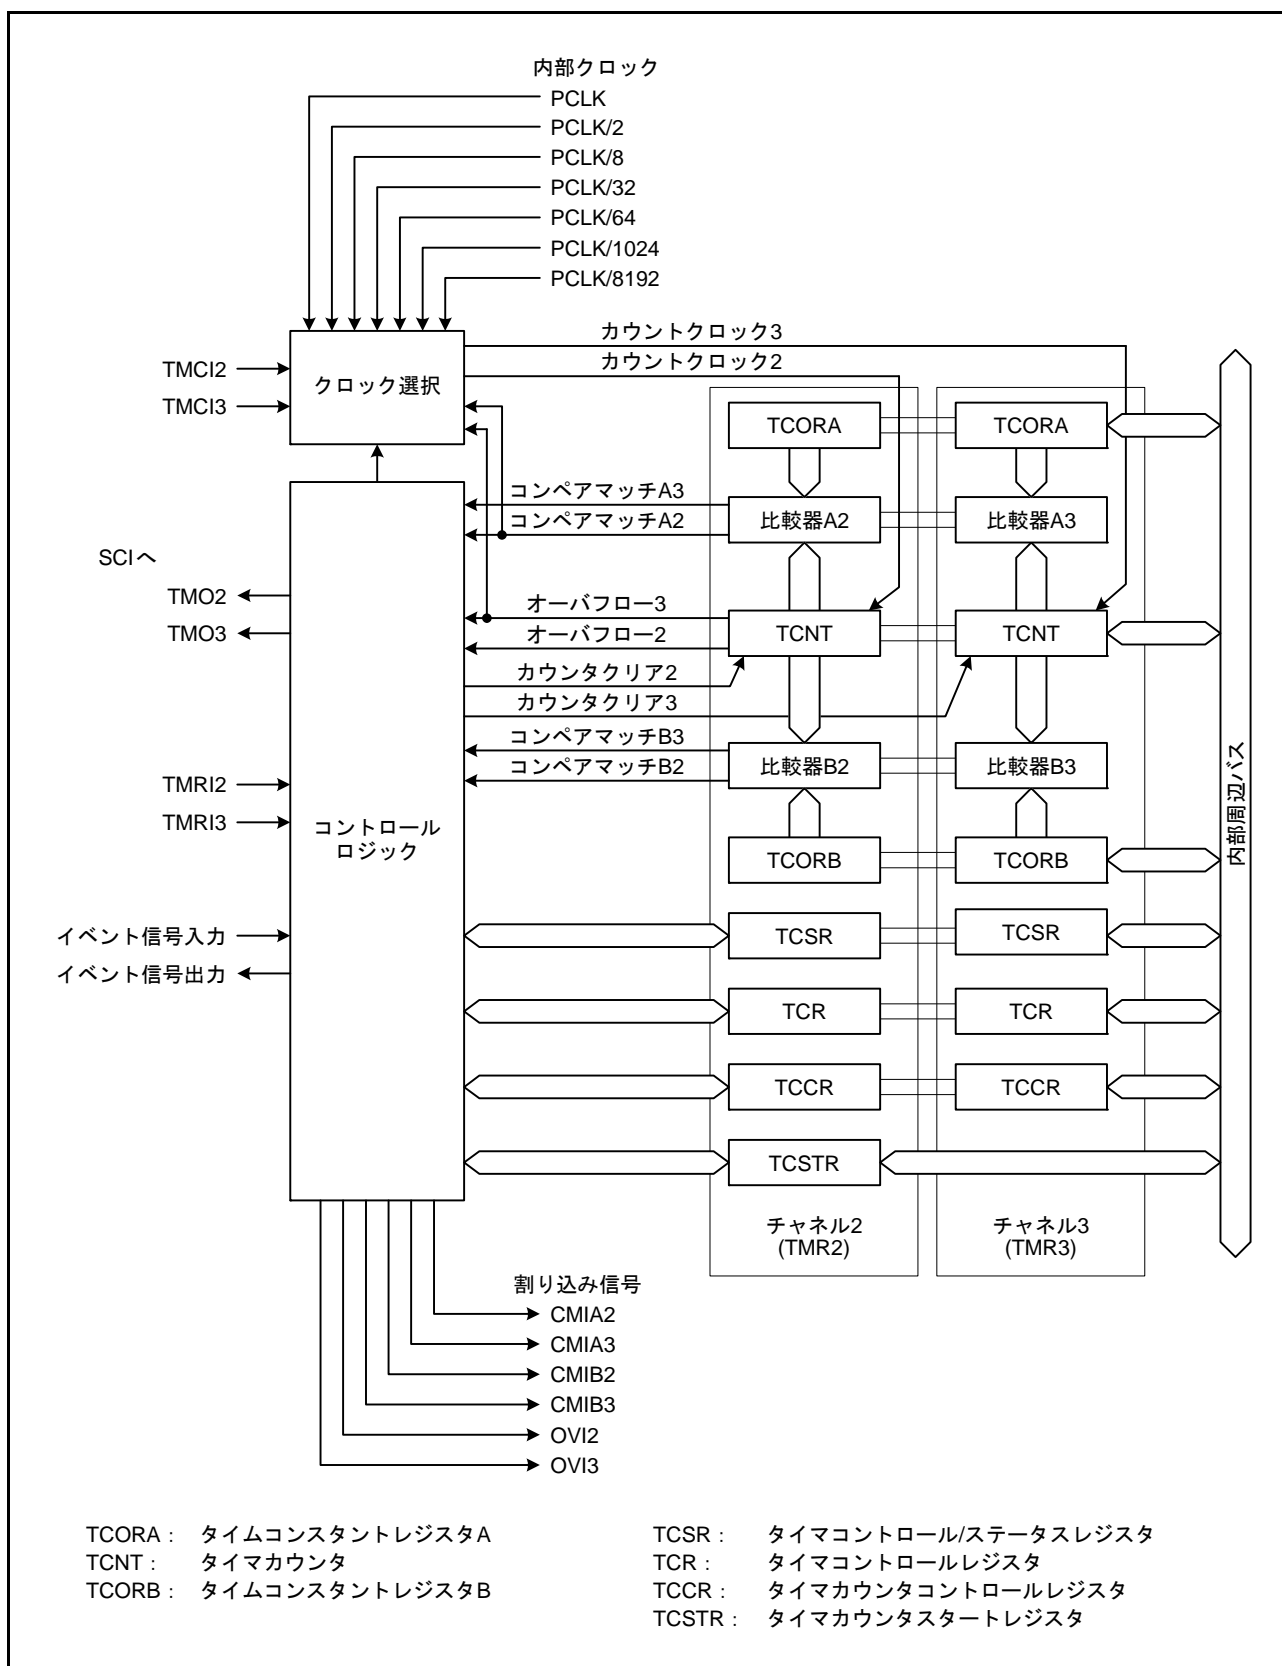 内部クロック
PCLK
PCLK/2
PCLK/8
PCLK/32
PCLK/64
PCLK/1024
PCLK/8192
カウントクロック3
カウントクロック2
TMCI2
TMCI3
クロック選択
TCORA
TCORA
コンペアマッチA3
コンペアマッチA2
比較器A2
比較器A3
SCIへ
TMO2
TMO3
オーバフロー3
オーバフロー2
TCNT
TCNT
カウンタクリア2
カウンタクリア3
コンペアマッチB3
コンペアマッチB2
比較器B2
比較器B3
内部周辺バス
TMRI2
TMRI3
コントロール
ロジック
TCORB
TCORB
イベント信号入力
イベント信号出力
TCSR
TCSR
TCR
TCR
TCCR
TCCR
TCSTR
チャネル2
(TMR2)
チャネル3
(TMR3)
割り込み信号
CMIA2
CMIA3
CMIB2
CMIB3
OVI2
OVI3
TCORA : タイムコンスタントレジスタA
TCNT : タイマカウンタ
TCORB : タイムコンスタントレジスタB
TCSR : タイマコントロール/ステータスレジスタ
TCR : タイマコントロールレジスタ
TCCR : タイマカウンタコントロールレジスタ
TCSTR : タイマカウンタスタートレジスタ